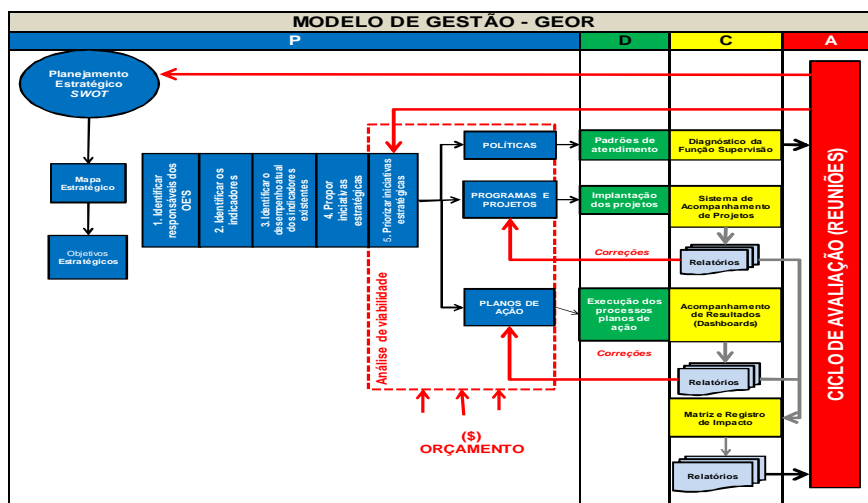 MODELO DE GESTÃO - GEOR
P
D
C
A
Planejamento
Estratégico
SWOT
Mapa
Estratégico
Objetivos
Estratégicos
1. Identificar
responsáveis dos
OE'S
2. Identificar os
indicadores
3. Identificar o
desempenho atual
dos indicadores
existentes
4. Propor
iniciativas
estratégicas
5. Priorizar iniciativas
estratégicas
Análise de viabilidade
POLÍTICAS
PROGRAMAS E
PROJETOS
PLANOS DE
AÇÃO
Padrões de
atendimento
Implantação
dos projetos
Correções
Execução dos
processos
planos de
ação
Correções
Diagnóstico da
Função Supervisão
Sistema de
Acompanhamento
de Projetos
Relatórios
Acompanhamento
de Resultados
(Dashboards)
Relatórios
Matriz e Registro
de Impacto
Relatórios
CICLO DE AVALIAÇÃO (REUNIÕES)
($)
ORÇAMENTO